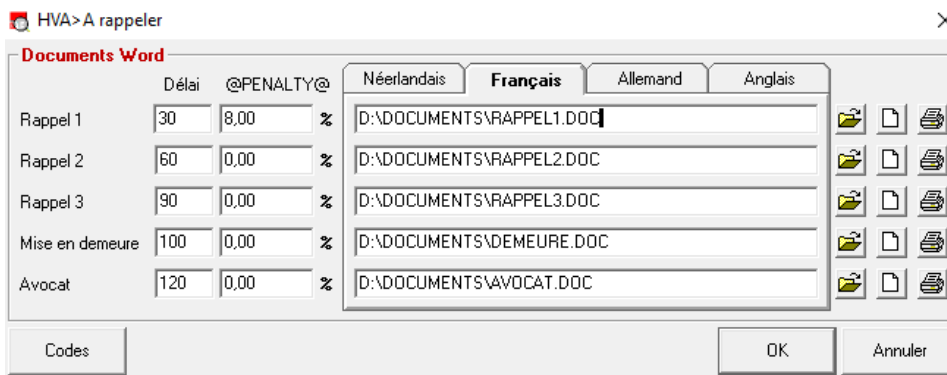 HVA>A rappeler
Documents Word
Délai @PENALTY@ Néerlandais Français Allemand Anglais
Rappel 1 30 8,00 % D:\DOCUMENTS\RAPPEL1.DOC
Rappel 2 60 0,00 % D:\DOCUMENTS\RAPPEL2.DOC
Rappel 3 90 0,00 % D:\DOCUMENTS\RAPPEL3.DOC
Mise en demeure 100 0,00 % D:\DOCUMENTS\DEMEURE.DOC
Avocat 120 0,00 % D:\DOCUMENTS\AVOCAT.DOC
Codes OK Annuler